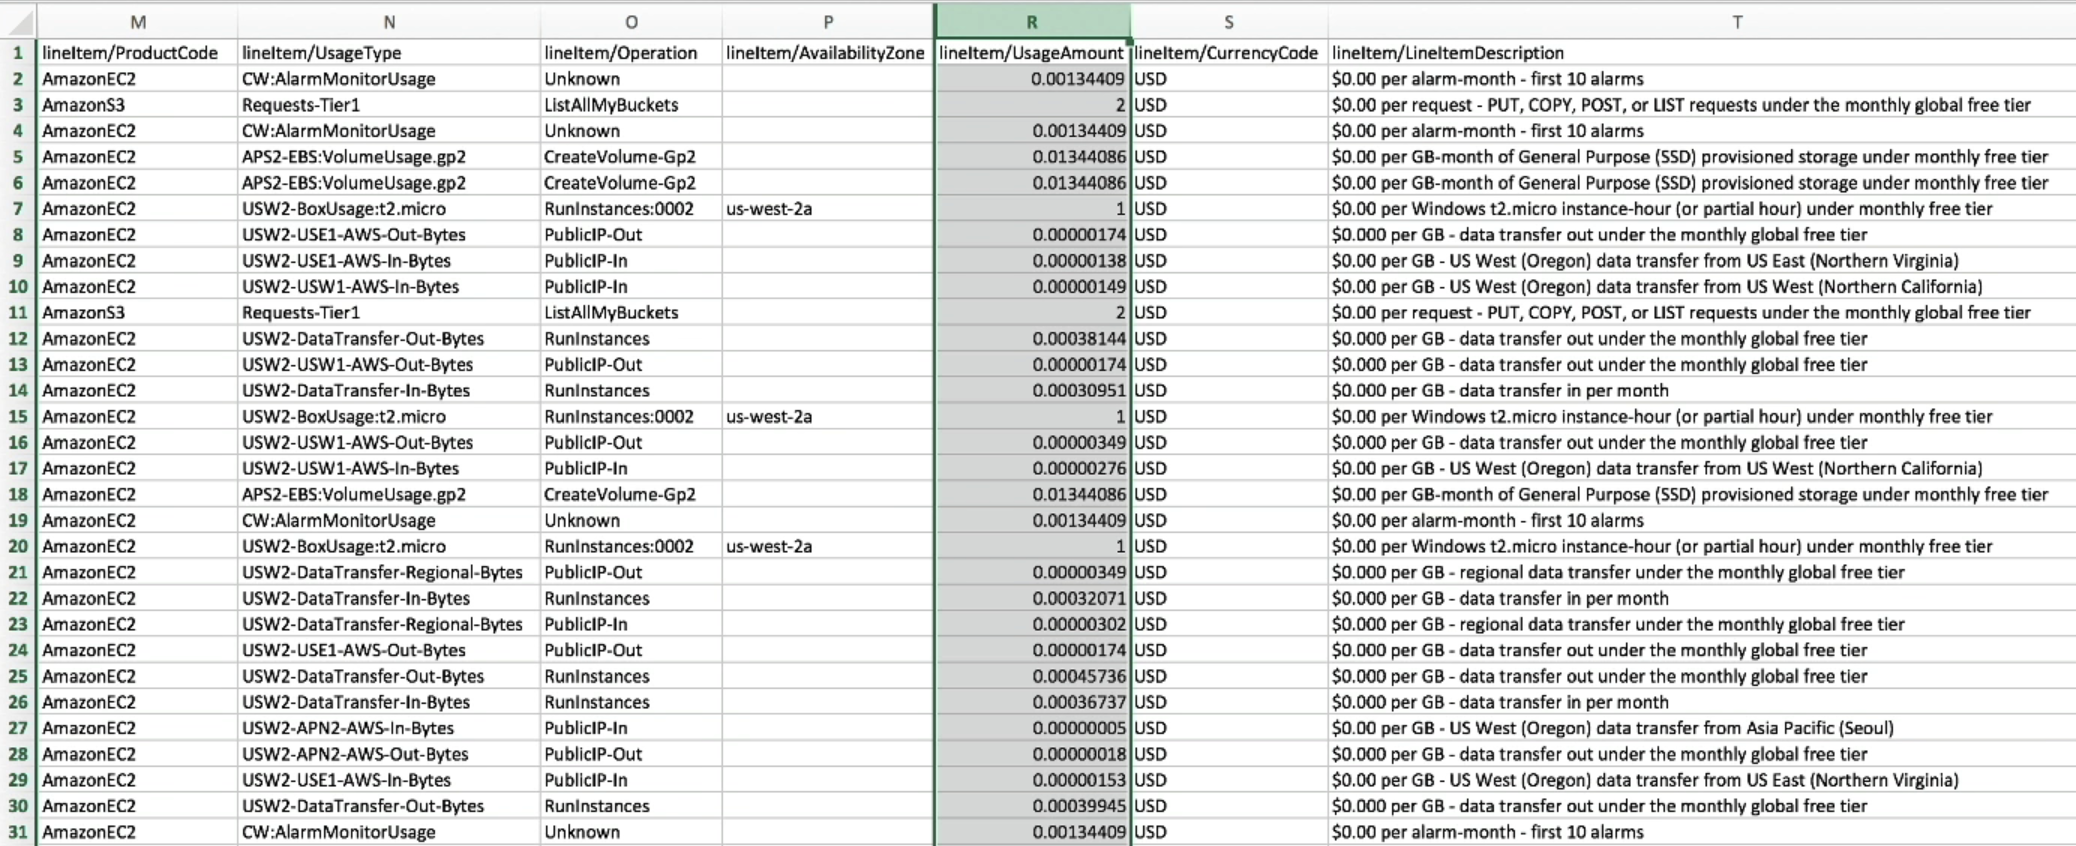 M N O P R S T
1 lineItem/ProductCode lineItem/UsageType lineItem/Operation lineItem/AvailabilityZone lineItem/UsageAmount lineItem/CurrencyCode lineItem/LineItemDescription
2 AmazonEC2 CW:AlarmMonitorUsage Unknown 0.00134409 USD $0.00 per alarm-month - first 10 alarms
3 AmazonS3 Requests-Tier1 ListAllMyBuckets 2 USD $0.00 per request - PUT, COPY, POST, or LIST requests under the monthly global free tier
4 AmazonEC2 CW:AlarmMonitorUsage Unknown 0.00134409 USD $0.00 per alarm-month - first 10 alarms
5 AmazonEC2 APS2-EBS:VolumeUsage.gp2 CreateVolume-Gp2 0.01344086 USD $0.00 per GB-month of General Purpose (SSD) provisioned storage under monthly free tier
6 AmazonEC2 APS2-EBS:VolumeUsage.gp2 CreateVolume-Gp2 0.01344086 USD $0.00 per GB-month of General Purpose (SSD) provisioned storage under monthly free tier
7 AmazonEC2 USW2-BoxUsage:t2.micro RunInstances:0002 us-west-2a 1 USD $0.00 per Windows t2.micro instance-hour (or partial hour) under monthly free tier
8 AmazonEC2 USW2-USE1-AWS-Out-Bytes PublicIP-Out 0.00000174 USD $0.000 per GB - data transfer out under the monthly global free tier
9 AmazonEC2 USW2-USE1-AWS-In-Bytes PublicIP-In 0.00000138 USD $0.00 per GB - US West (Oregon) data transfer from US East (Northern Virginia)
10 AmazonEC2 USW2-USW1-AWS-In-Bytes PublicIP-In 0.00000149 USD $0.00 per GB - US West (Oregon) data transfer from US West (Northern California)
11 AmazonS3 Requests-Tier1 ListAllMyBuckets 2 USD $0.00 per request - PUT, COPY, POST, or LIST requests under the monthly global free tier
12 AmazonEC2 USW2-DataTransfer-Out-Bytes RunInstances 0.00038144 USD $0.000 per GB - data transfer out under the monthly global free tier
13 AmazonEC2 USW2-USW1-AWS-Out-Bytes PublicIP-Out 0.00000174 USD $0.000 per GB - data transfer out under the monthly global free tier
14 AmazonEC2 USW2-DataTransfer-In-Bytes RunInstances 0.00030951 USD $0.000 per GB - data transfer in per month
15 AmazonEC2 USW2-BoxUsage:t2.micro RunInstances:0002 us-west-2a 1 USD $0.00 per Windows t2.micro instance-hour (or partial hour) under monthly free tier
16 AmazonEC2 USW2-USW1-AWS-Out-Bytes PublicIP-Out 0.00000349 USD $0.000 per GB - data transfer out under the monthly global free tier
17 AmazonEC2 USW2-USW1-AWS-In-Bytes PublicIP-In 0.00000276 USD $0.00 per GB - US West (Oregon) data transfer from US West (Northern California)
18 AmazonEC2 APS2-EBS:VolumeUsage.gp2 CreateVolume-Gp2 0.01344086 USD $0.00 per GB-month of General Purpose (SSD) provisioned storage under monthly free tier
19 AmazonEC2 CW:AlarmMonitorUsage Unknown 0.00134409 USD $0.00 per alarm-month - first 10 alarms
20 AmazonEC2 USW2-BoxUsage:t2.micro RunInstances:0002 us-west-2a 1 USD $0.00 per Windows t2.micro instance-hour (or partial hour) under monthly free tier
21 AmazonEC2 USW2-DataTransfer-Regional-Bytes PublicIP-Out 0.00000349 USD $0.000 per GB - regional data transfer under the monthly global free tier
22 AmazonEC2 USW2-DataTransfer-In-Bytes RunInstances 0.00032071 USD $0.000 per GB - data transfer in per month
23 AmazonEC2 USW2-DataTransfer-Regional-Bytes PublicIP-In 0.00000302 USD $0.000 per GB - regional data transfer under the monthly global free tier
24 AmazonEC2 USW2-USE1-AWS-Out-Bytes PublicIP-Out 0.00000174 USD $0.000 per GB - data transfer out under the monthly global free tier
25 AmazonEC2 USW2-DataTransfer-Out-Bytes RunInstances 0.00045736 USD $0.000 per GB - data transfer out under the monthly global free tier
26 AmazonEC2 USW2-DataTransfer-In-Bytes RunInstances 0.00036737 USD $0.000 per GB - data transfer in per month
27 AmazonEC2 USW2-APN2-AWS-In-Bytes PublicIP-In 0.00000005 USD $0.00 per GB - US West (Oregon) data transfer from Asia Pacific (Seoul)
28 AmazonEC2 USW2-APN2-AWS-Out-Bytes PublicIP-Out 0.00000018 USD $0.000 per GB - data transfer out under the monthly global free tier
29 AmazonEC2 USW2-USE1-AWS-In-Bytes PublicIP-In 0.00000153 USD $0.00 per GB - US West (Oregon) data transfer from US East (Northern Virginia)
30 AmazonEC2 USW2-DataTransfer-Out-Bytes RunInstances 0.00039945 USD $0.000 per GB - data transfer out under the monthly global free tier
31 AmazonEC2 CW:AlarmMonitorUsage Unknown 0.00134409 USD $0.00 per alarm-month - first 10 alarms